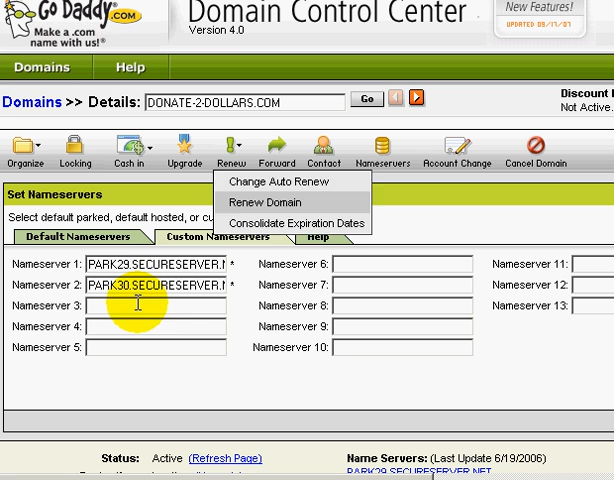 Go Daddy.COM
Make a .com
name with us!®
Domain Control Center
Version 4.0
New Features!
UPDATED 05/17/07
Domains
Help
Domains >> Details:
DONATE-2-DOLLARS.COM
Go
Discount
Not Active.
Organize
Locking
Cash in
Upgrade
Renew
Forward
Contact
Nameservers
Account Change
Cancel Domain
Change Auto Renew
Renew Domain
Consolidate Expiration Dates
Set Nameservers
Select default parked, default hosted, or cu
Default Nameservers
Custom Nameservers
Help
Nameserver 1: PARK29.SECURESERVER.N *
Nameserver 2: PARK30.SECURESERVER.N *
Nameserver 3:
Nameserver 4:
Nameserver 5:
Nameserver 6:
Nameserver 7:
Nameserver 8:
Nameserver 9:
Nameserver 10:
Nameserver 11:
Nameserver 12:
Nameserver 13:
Status: Active (Refresh Page)
Name Servers: (Last Update 6/19/2006)
PARK29.SECURESERVER.NET